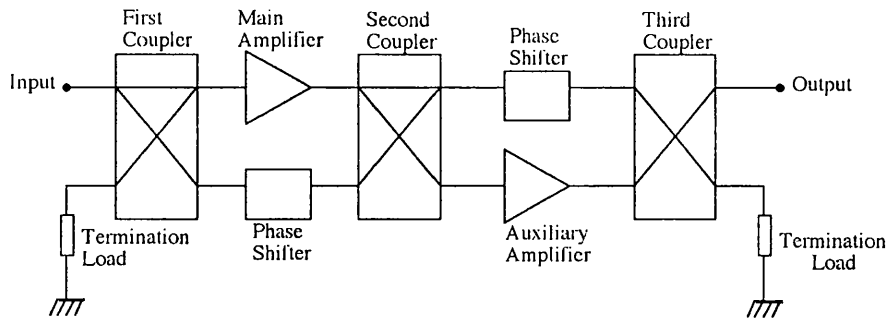 First
Coupler
Main
Amplifier
Second
Coupler
Phase
Shifter
Third
Coupler
Input
Output
Termination
Load
Phase
Shifter
Auxiliary
Amplifier
Termination
Load